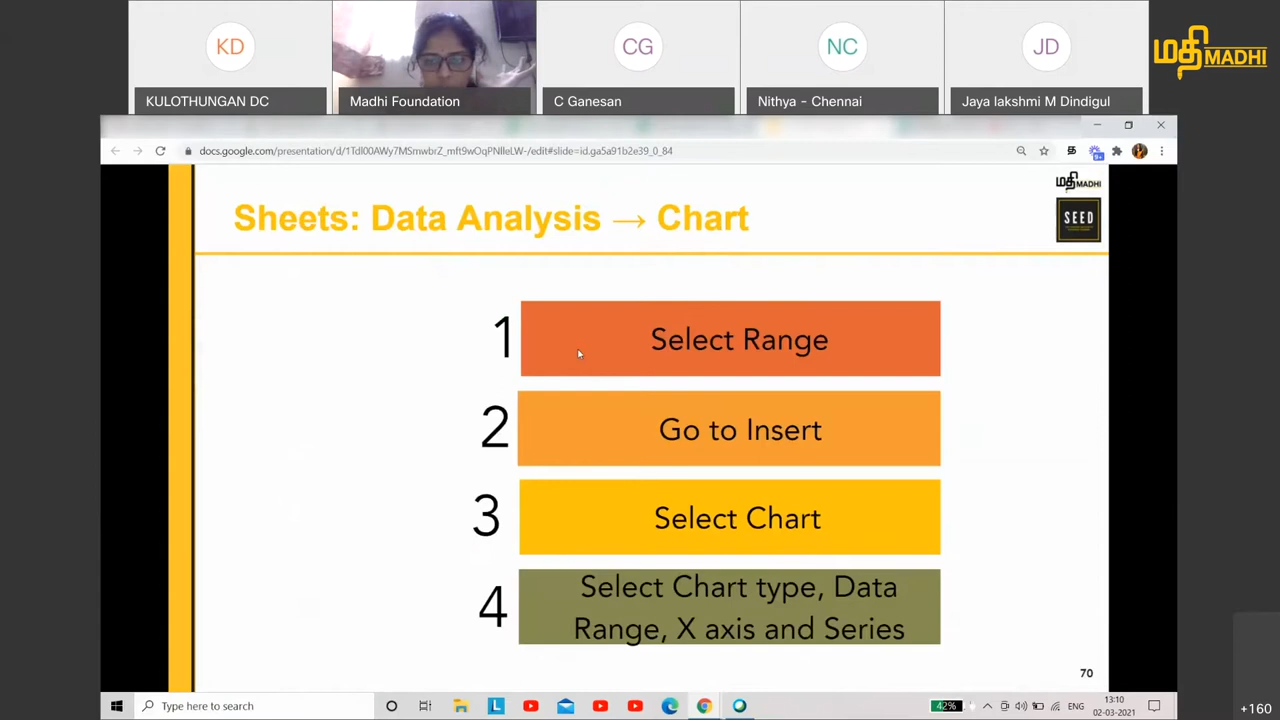 KD
CG
NC
JD
KULOTHUNGAN DC
Madhi Foundation
C Ganesan
Nithya - Chennai
Jaya lakshmi M Dindigul
மதி MADHI
docs.google.com/presentation/d/1TdI00AWy7MSmwbrZ_mft9wOqPNlleLW-/edit#slide=id.ga5a91b2e39_0_84
த
9+
மதி MADHI
SEED
Sheets: Data Analysis → Chart
1 Select Range
2 Go to Insert
3 Select Chart
4 Select Chart type, Data
Range, X axis and Series
70
Type here to search
L
42%
ENG
13:10
02-03-2021
+160